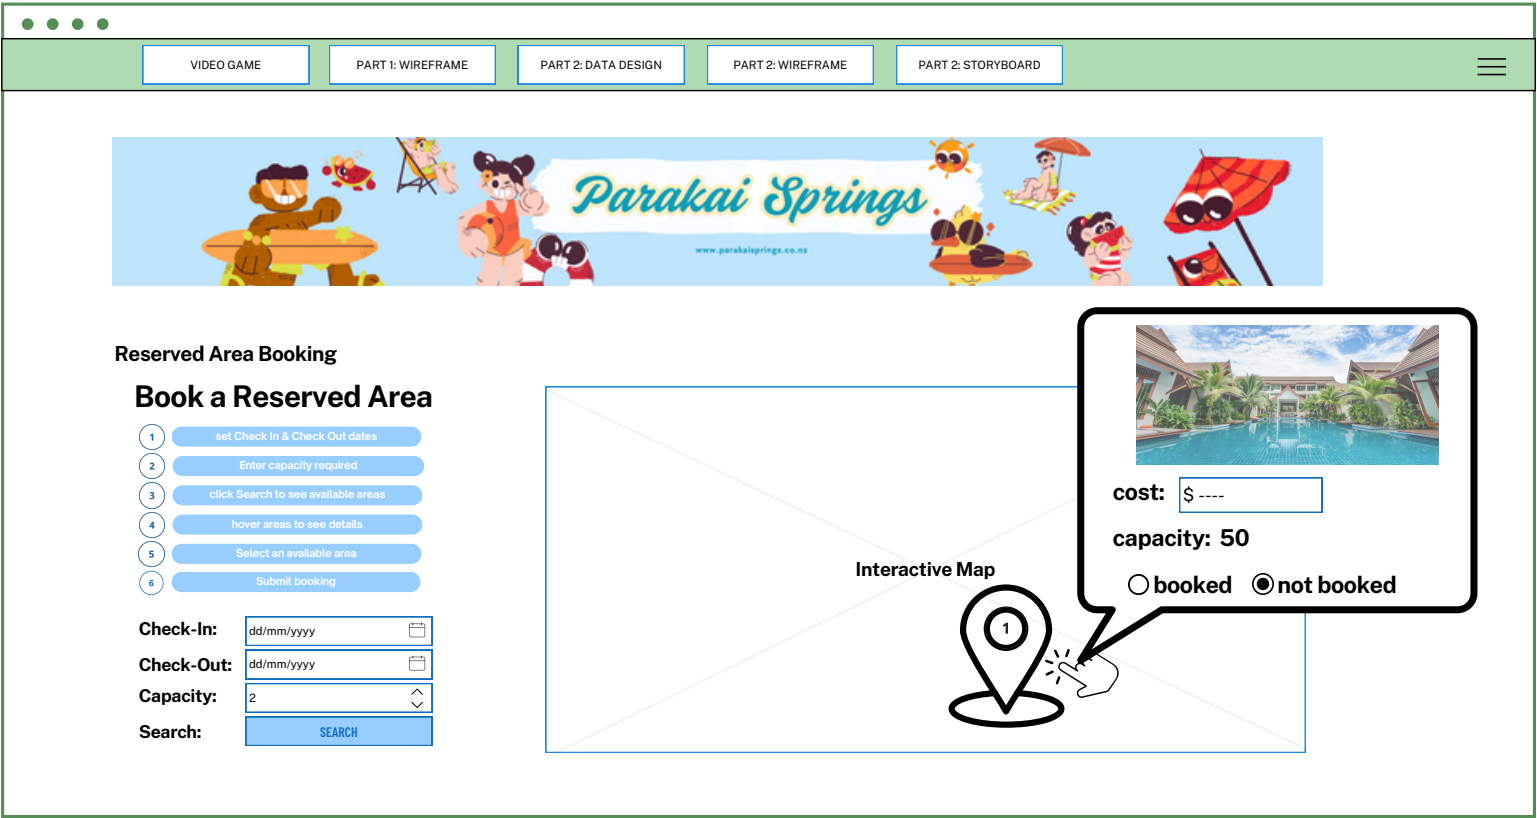 VIDEO GAME
PART 1: WIREFRAME
PART 2: DATA DESIGN
PART 2: WIREFRAME
PART 2: STORYBOARD
Parakai Springs
www.parakaisprings.co.nz
Reserved Area Booking
Book a Reserved Area
1 set Check In & Check Out dates
2 Enter capacity required
3 click Search to see available areas
4 hover areas to see details
5 Select an available area
6 Submit booking
Check-In: dd/mm/yyyy
Check-Out: dd/mm/yyyy
Capacity: 2
Search: SEARCH
Interactive Map
1
cost: $ ----
capacity: 50
booked not booked